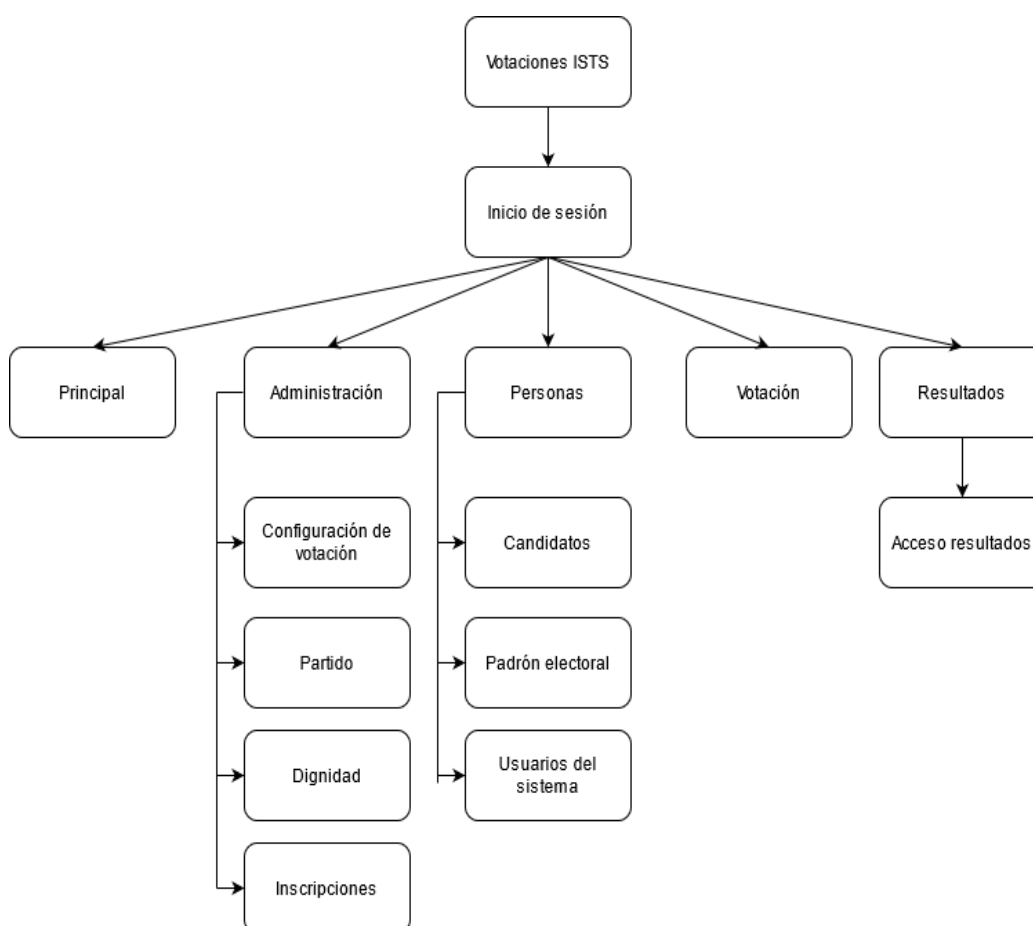 Votaciones ISTS
Inicio de sesión
Principal
Administración
Personas
Votación
Resultados
Configuración de
votación
Candidatos
Acceso resultados
Partido
Padrón electoral
Dignidad
Usuarios del
sistema
Inscripciones